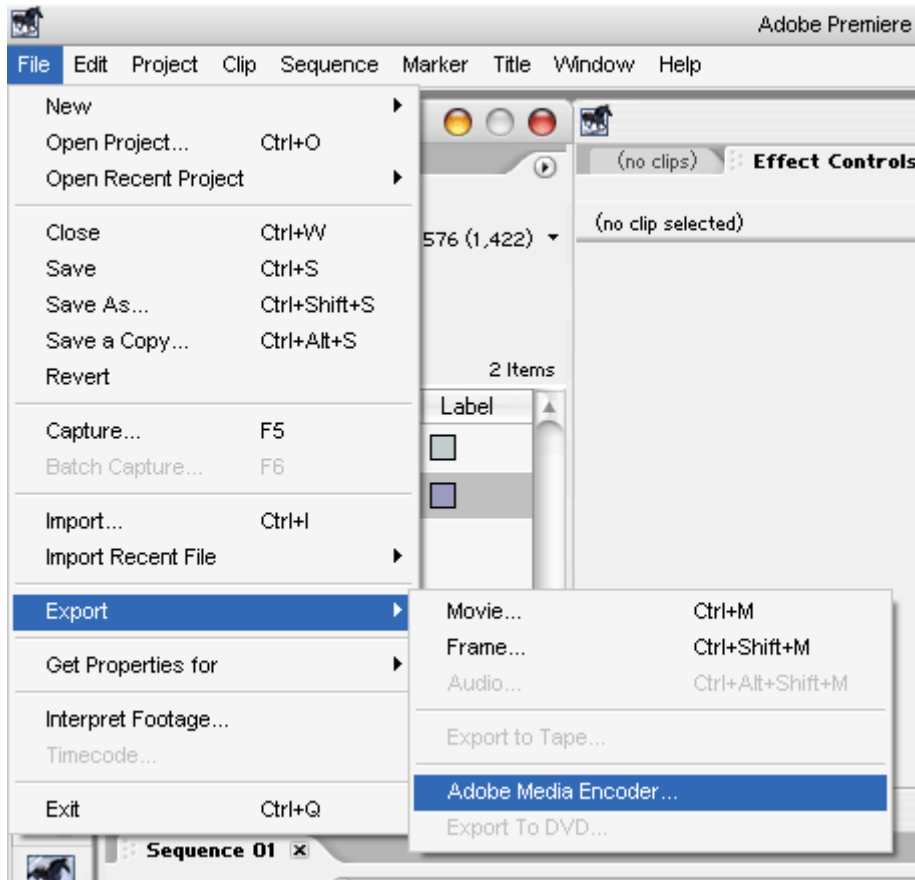 Adobe Premiere
File Edit Project Clip Sequence Marker Title Window Help
New
Open Project... Ctrl+O
Open Recent Project
Close Ctrl+W
Save Ctrl+S
Save As... Ctrl+Shift+S
Save a Copy... Ctrl+Alt+S
Revert
Capture... F5
Batch Capture... F6
Import... Ctrl+I
Import Recent File
Export
Get Properties for
Interpret Footage...
Timecode...
Exit Ctrl+Q
(no clips) Effect Controls
(no clip selected)
576 (1,422)
2 Items
Label
Movie... Ctrl+M
Frame... Ctrl+Shift+M
Audio... Ctrl+Alt+Shift+M
Export to Tape...
Adobe Media Encoder...
Export To DVD...
Sequence 01 x